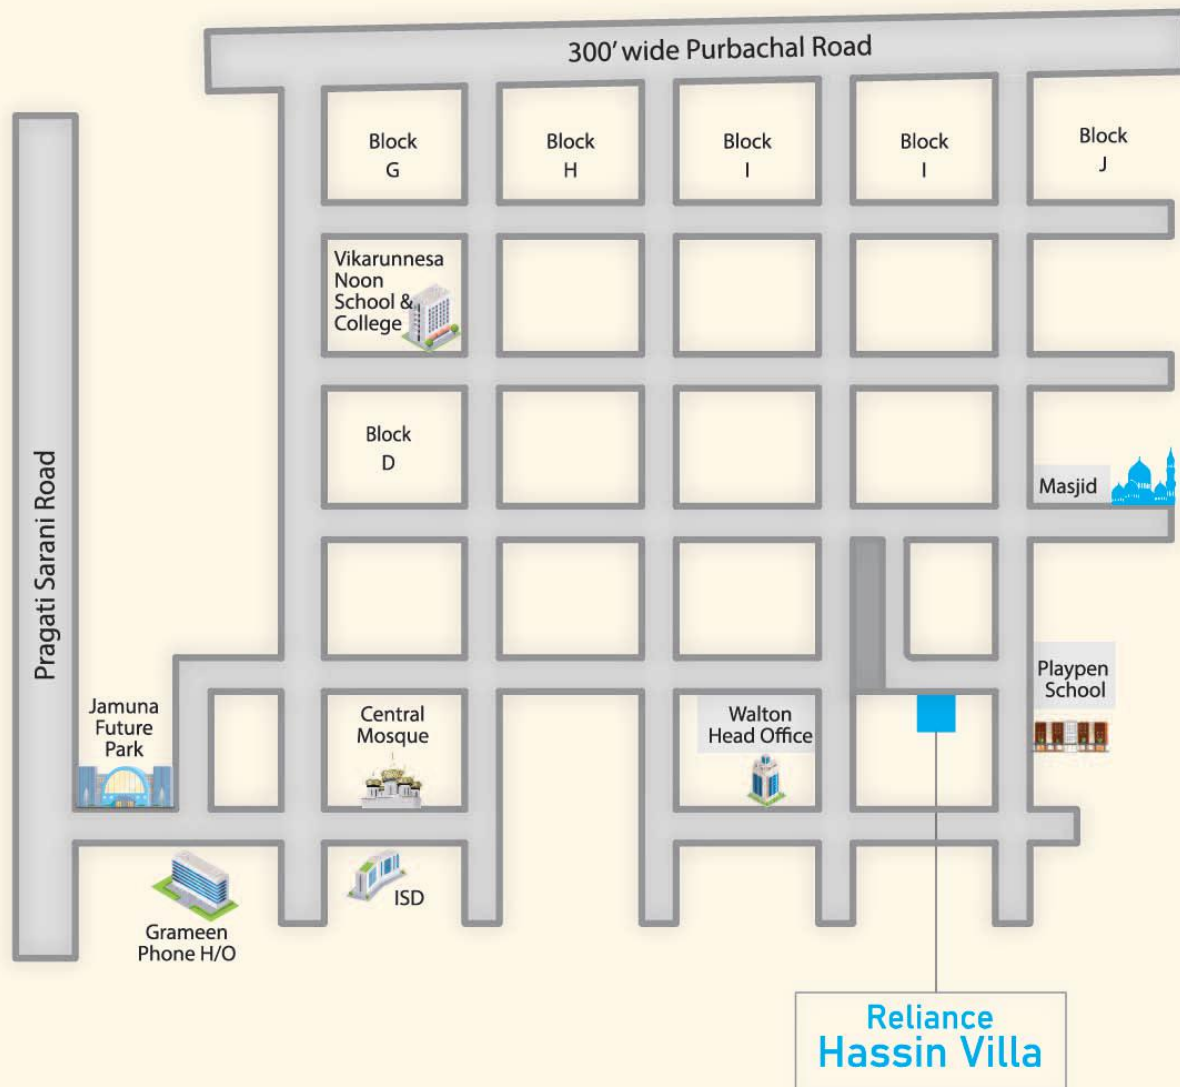 300' wide Purbachal Road
Block
G
Block
H
Block
I
Block
I
Block
J
Vikarunnesa
Noon
School &
College
Block
D
Pragati Sarani Road
Masjid
Jamuna
Future
Park
Central
Mosque
Walton
Head Office
Playpen
School
Grameen
Phone H/O
ISD
Reliance
Hassin Villa